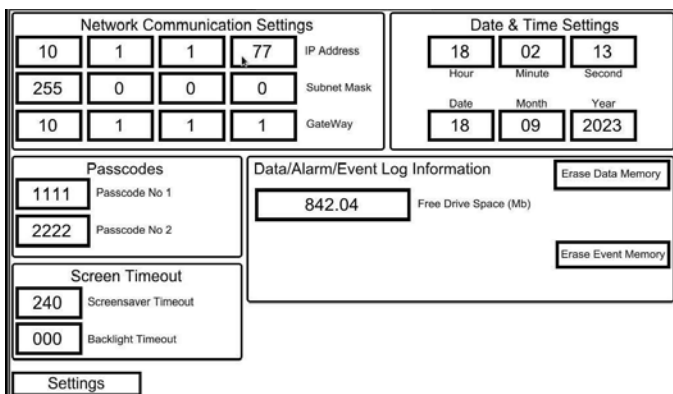 Network Communication Settings
10 1 1 77 IP Address
255 0 0 0 Subnet Mask
10 1 1 1 GateWay
Date & Time Settings
18 02 13
Hour Minute Second
Date Month Year
18 09 2023
Passcodes
1111 Passcode No 1
2222 Passcode No 2
Data/Alarm/Event Log Information
Erase Data Memory
842.04 Free Drive Space (Mb)
Erase Event Memory
Screen Timeout
240 Screensaver Timeout
000 Backlight Timeout
Settings